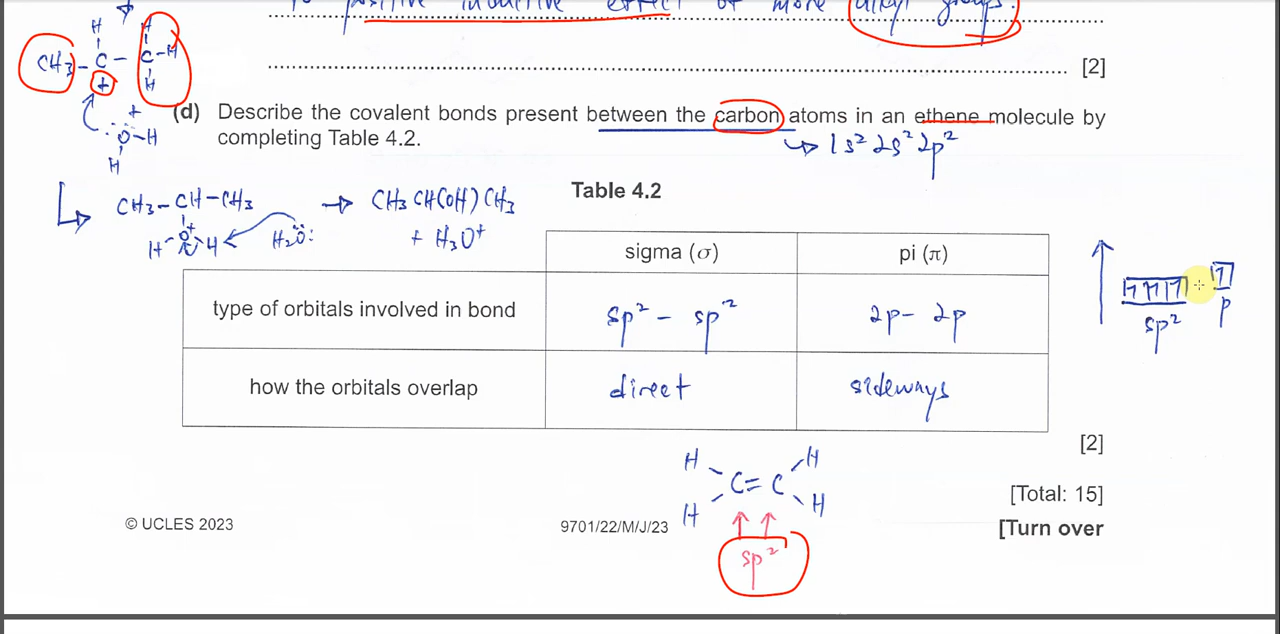 to positive inductive effect of more alkyl groups.
[2]
H H
CH3 - C - C - H
+ H
+
:O-H
H
(d) Describe the covalent bonds present between the carbon atoms in an ethene molecule by
completing Table 4.2.
↳ 1s² 2s² 2p²
Table 4.2
CH3-CH-CH3 → CH3CH(OH)CH3
H-O⁺-H H2O: + H3O⁺
sigma (σ) pi (π)
type of orbitals involved in bond sp² - sp² 2p - 2p
how the orbitals overlap direct sideways
sp² p
[2]
H H
C=C
H H
sp²
[Total: 15]
© UCLES 2023 9701/22/M/J/23 [Turn over